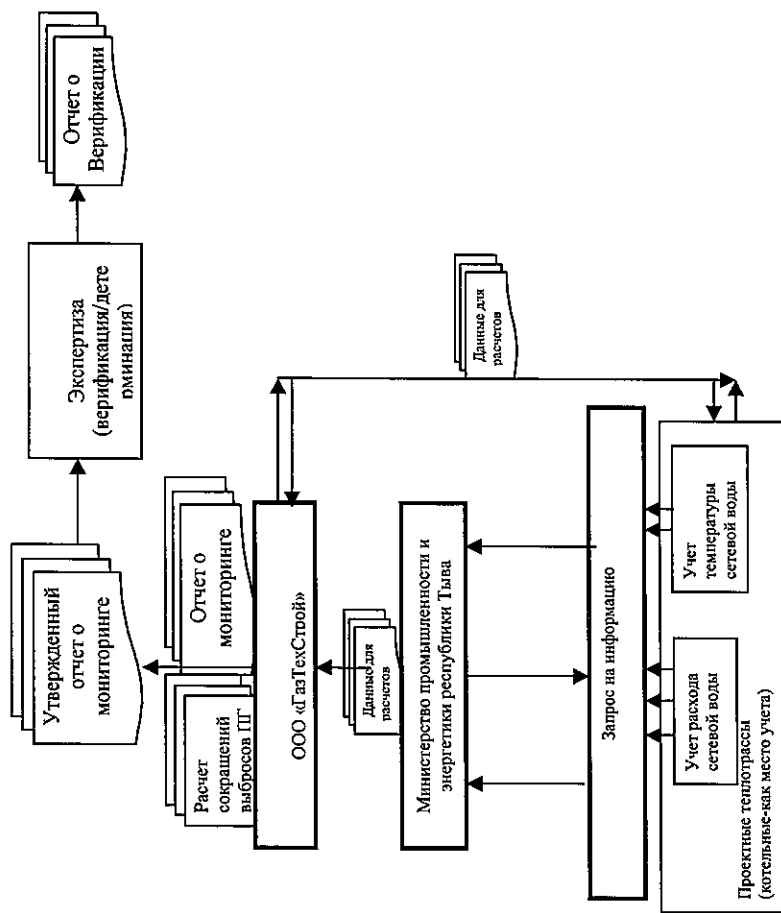 Утвержденный
отчет о
мониторинге
Экспертиза
(верификация/дете
рминация)
Отчет о
Верификации
Расчет
сокращений
выбросов ПГ
Отчет о
мониторинге
ООО «ГазТехСтрой»
Данные для
расчетов
Данные для
расчетов
Министерство промышленности и
энергетики республики Тыва
Запрос на информацию
Учет расхода
сетевой воды
Учет
температуры
сетевой воды
Проектные теплотрассы
(котельные-как место учета)